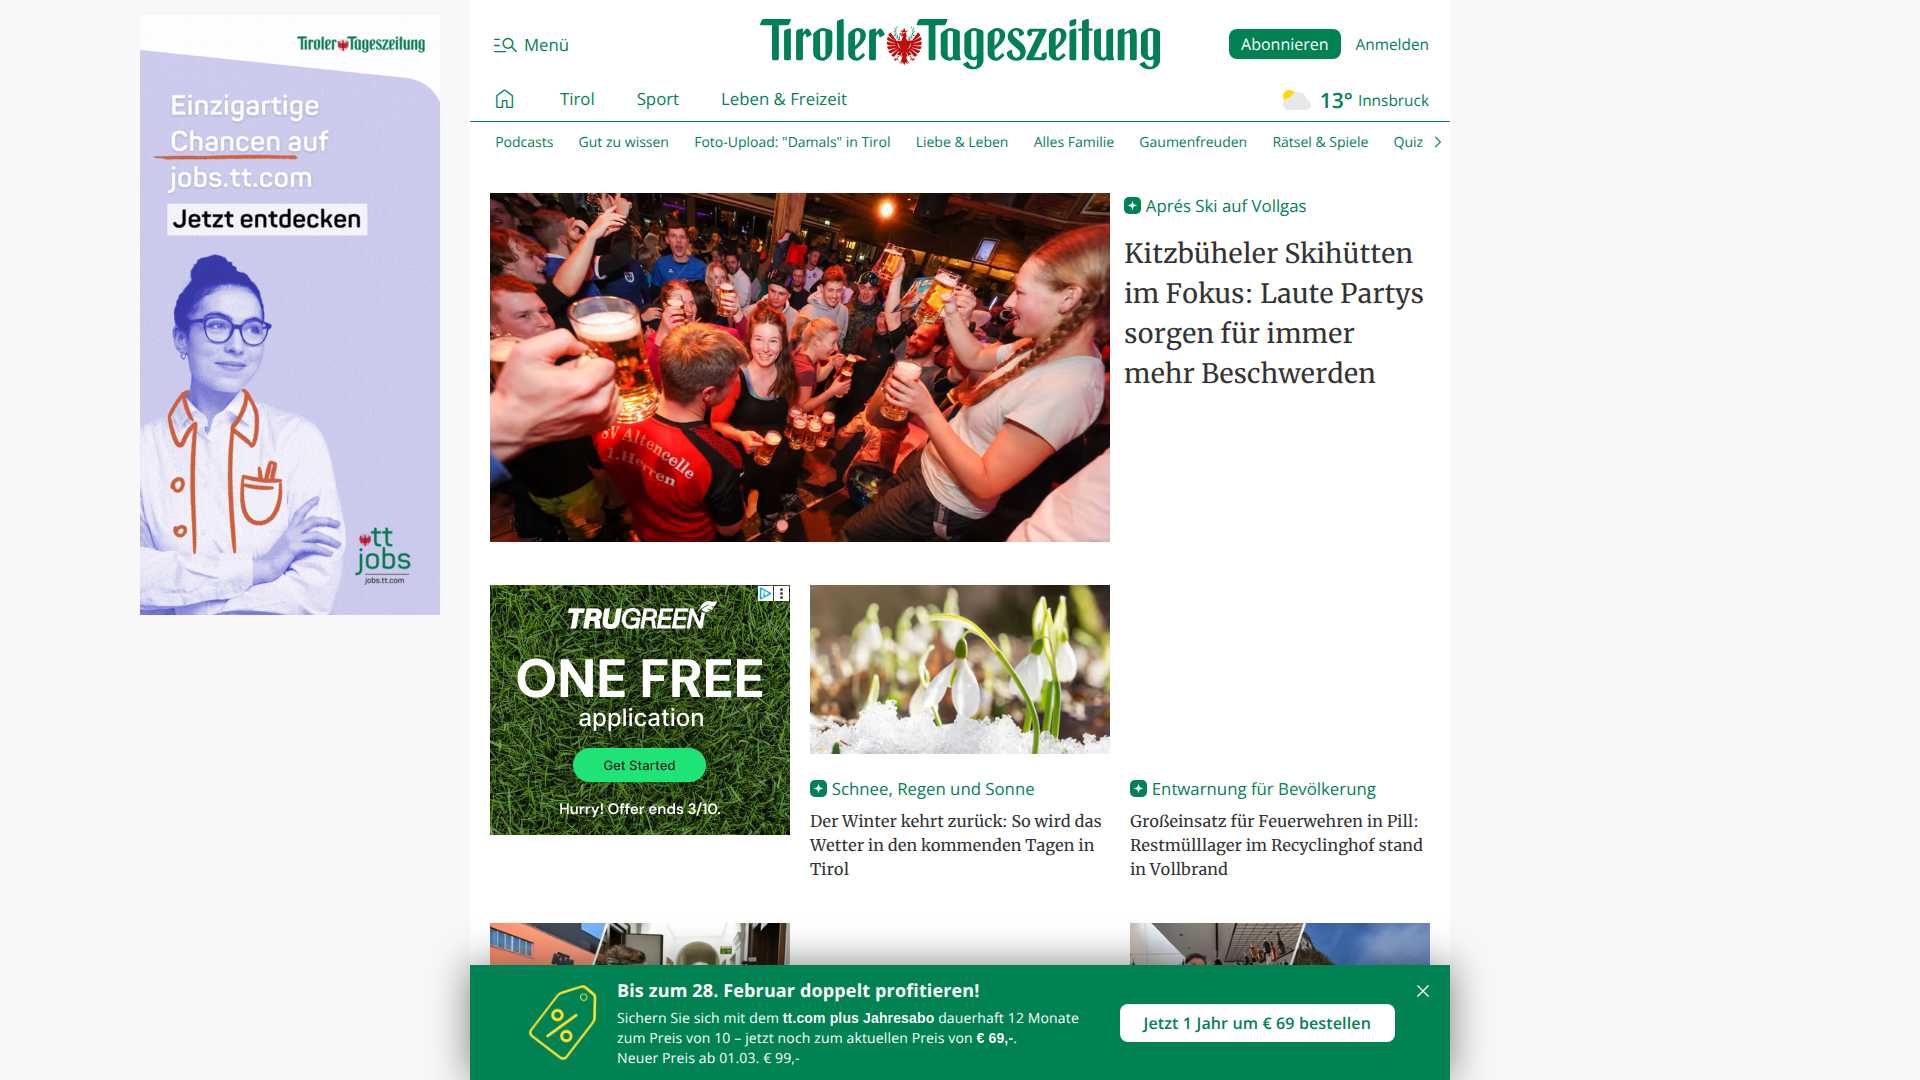 Tiroler Tageszeitung
Einzigartige
Chancen auf
jobs.tt.com
Jetzt entdecken
tt
jobs
jobs.tt.com
Menü
Tiroler Tageszeitung
Abonnieren
Anmelden
Tirol
Sport
Leben & Freizeit
13° Innsbruck
Podcasts
Gut zu wissen
Foto-Upload: "Damals" in Tirol
Liebe & Leben
Alles Familie
Gaumenfreuden
Rätsel & Spiele
Quiz
SV Altencelle
1.Herren
Aprés Ski auf Vollgas
Kitzbüheler Skihütten
im Fokus: Laute Partys
sorgen für immer
mehr Beschwerden
TRUGREEN
ONE FREE
application
Get Started
Hurry! Offer ends 3/10.
Schnee, Regen und Sonne
Der Winter kehrt zurück: So wird das
Wetter in den kommenden Tagen in
Tirol
Entwarnung für Bevölkerung
Großeinsatz für Feuerwehren in Pill:
Restmülllager im Recyclinghof stand
in Vollbrand
Bis zum 28. Februar doppelt profitieren!
Sichern Sie sich mit dem tt.com plus Jahresabo dauerhaft 12 Monate
zum Preis von 10 – jetzt noch zum aktuellen Preis von € 69,-.
Neuer Preis ab 01.03. € 99,-
Jetzt 1 Jahr um € 69 bestellen